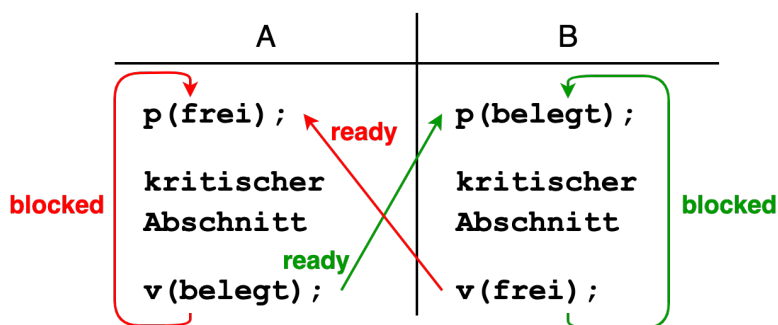 A B
p(frei); ready p(belegt);
kritischer kritischer
blocked Abschnitt Abschnitt blocked
ready
v(belegt); v(frei);